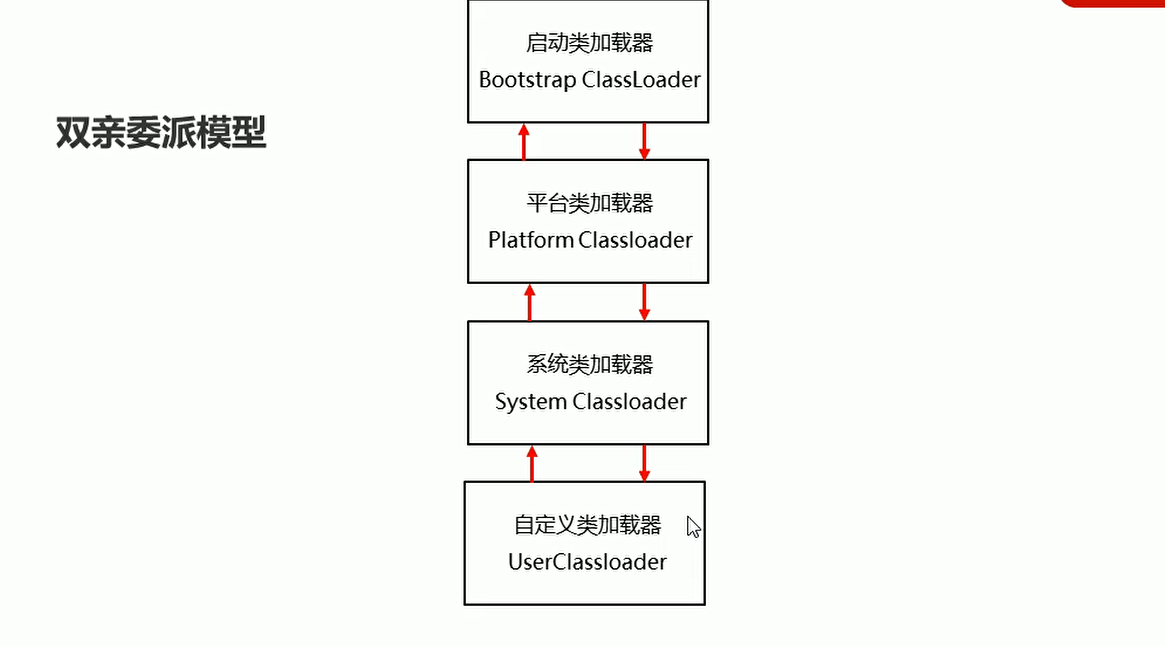 双亲委派模型
启动类加载器
Bootstrap ClassLoader
平台类加载器
Platform Classloader
系统类加载器
System Classloader
自定义类加载器
UserClassloader